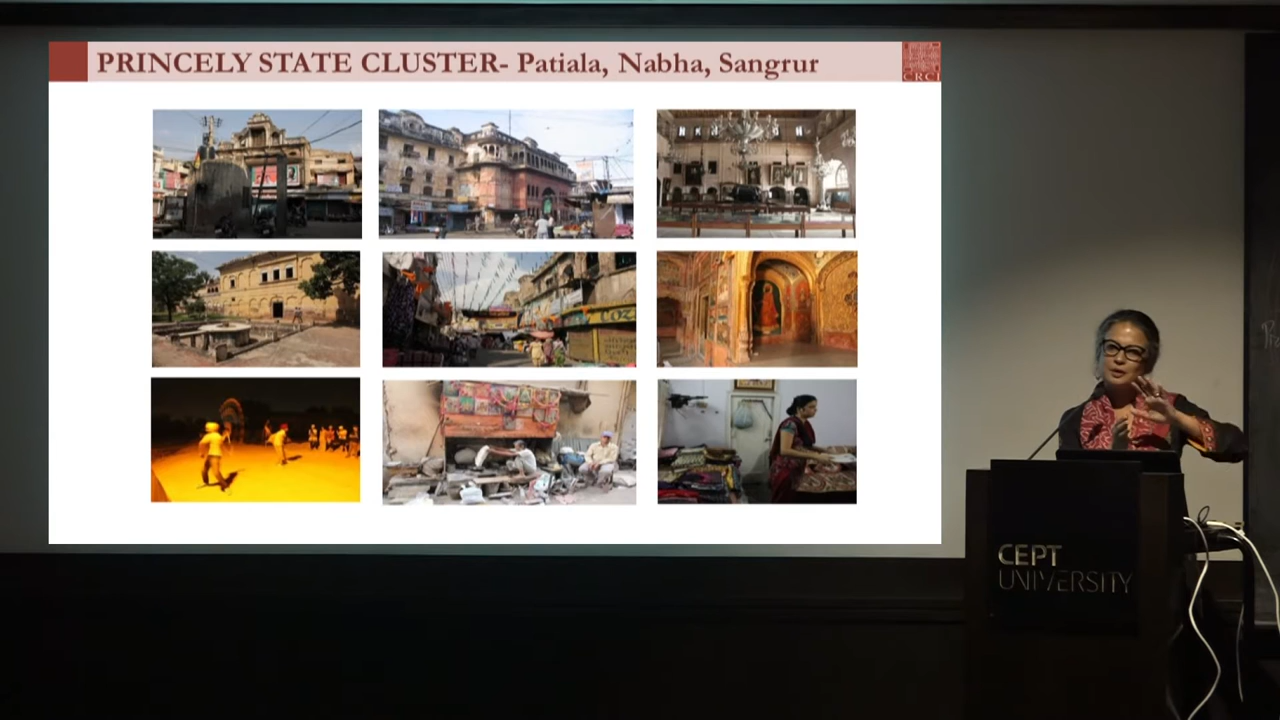 PRINCELY STATE CLUSTER- Patiala, Nabha, Sangrur
CRCI
CEPT
UNIVERSITY